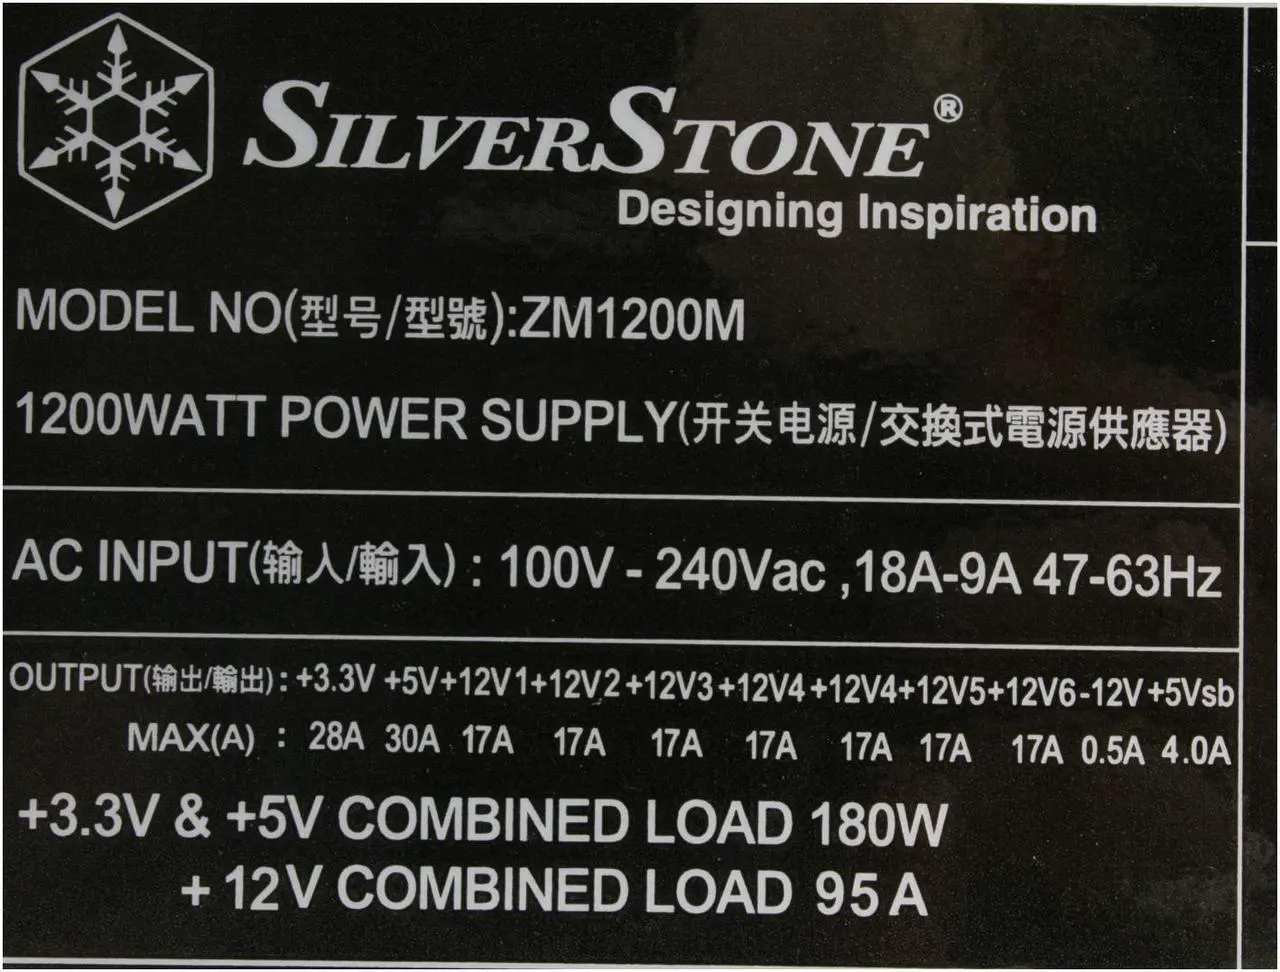 SILVERSTONE®
Designing Inspiration
MODEL NO(型号/型號):ZM1200M
1200WATT POWER SUPPLY(开关电源/交換式電源供應器)
AC INPUT(输入/輸入) : 100V - 240Vac ,18A-9A 47-63Hz
OUTPUT(输出/輸出) : +3.3V +5V +12V1 +12V2 +12V3 +12V4 +12V4 +12V5 +12V6 -12V +5Vsb
MAX(A) : 28A 30A 17A 17A 17A 17A 17A 17A 17A 0.5A 4.0A
+3.3V & +5V COMBINED LOAD 180W
+12V COMBINED LOAD 95A